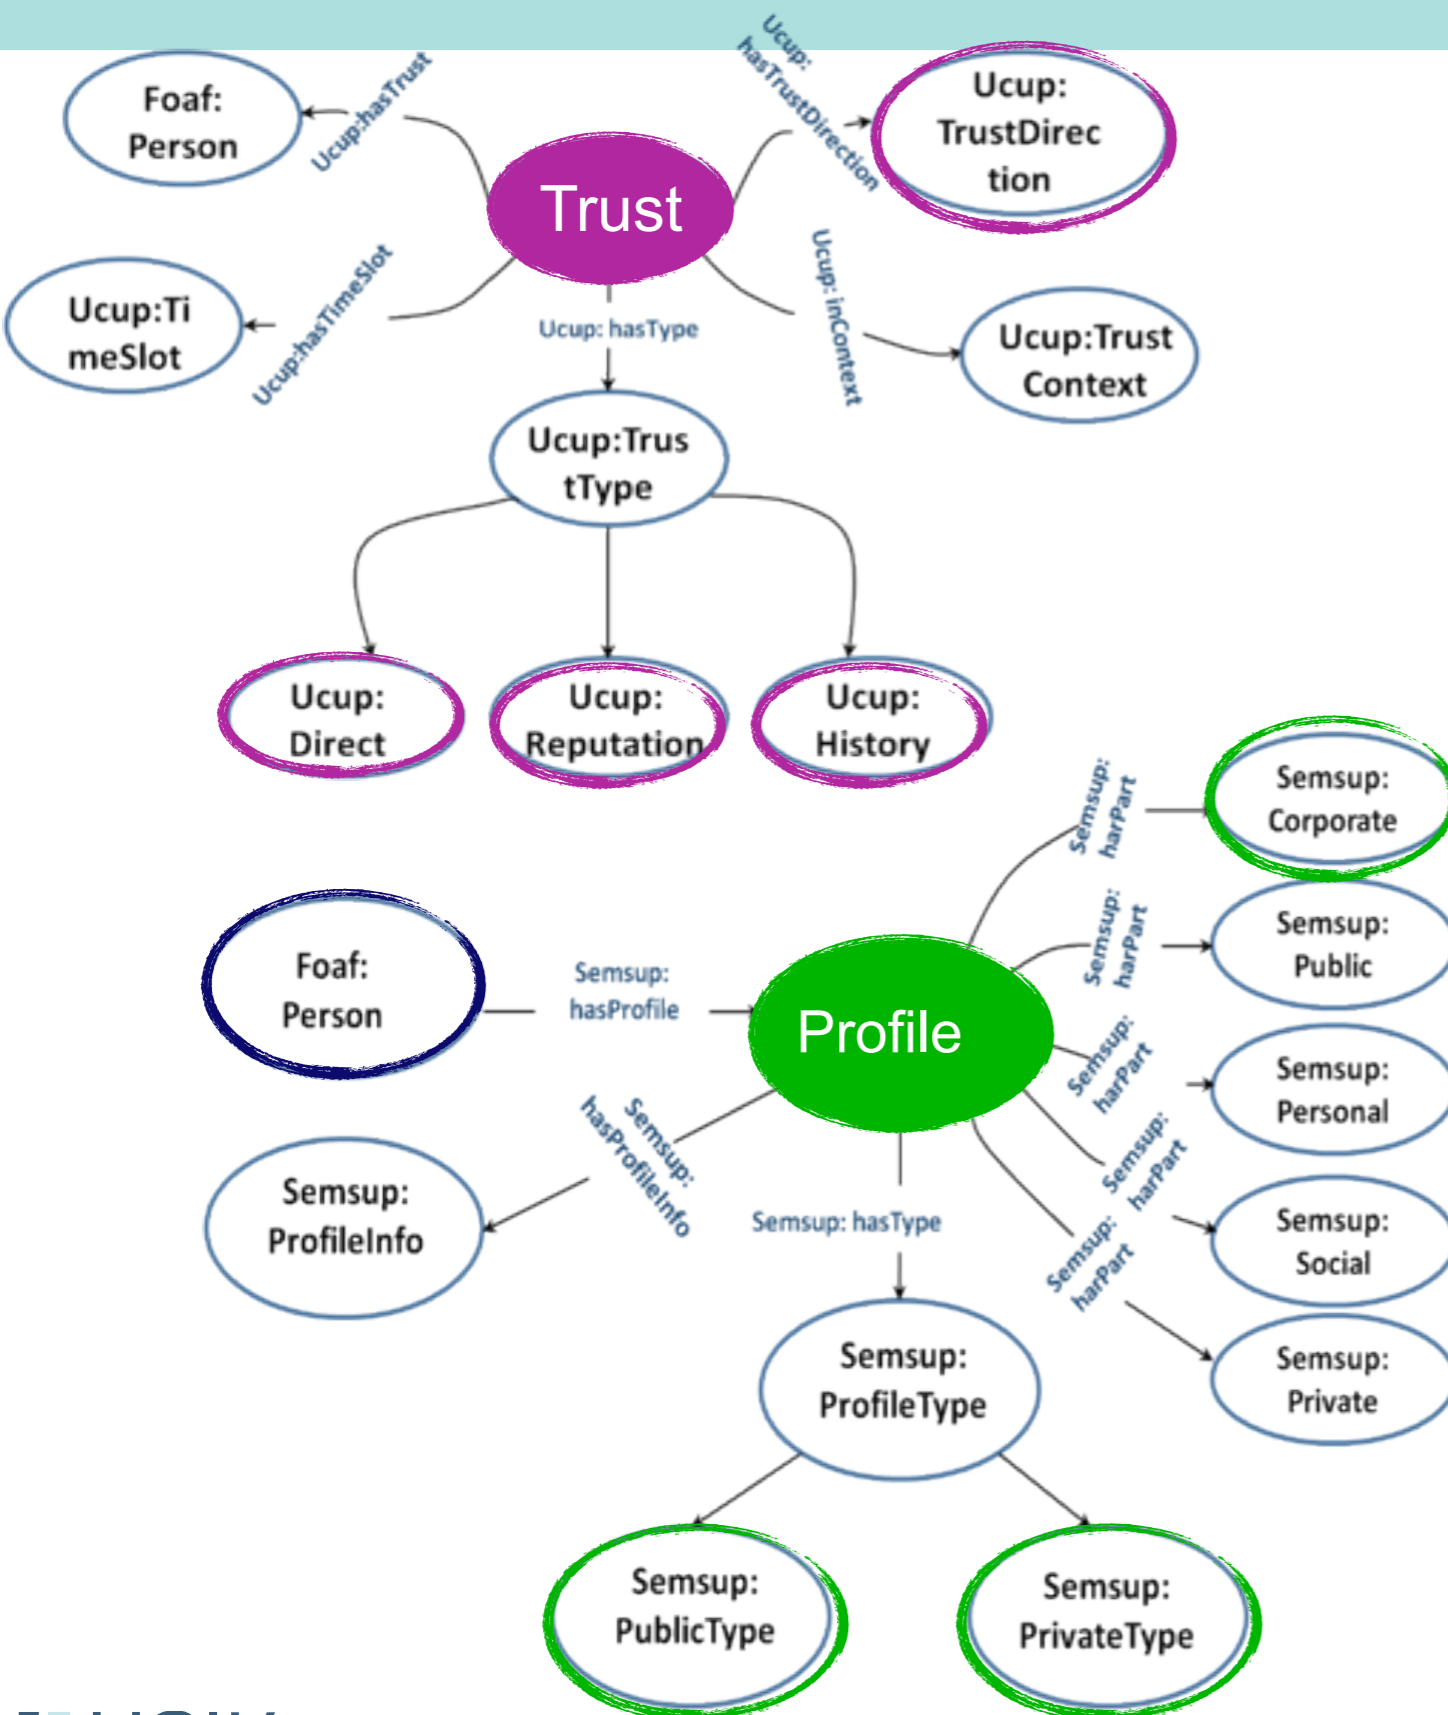 Foaf:
Person
Ucup:hasTrust
Ucup:
hasTrustDirection
Ucup:
TrustDirec
tion
Trust
Ucup:Ti
meSlot
Ucup:hasTimeSlot
Ucup: hasType
Ucup: inContext
Ucup:Trust
Context
Ucup:Trus
tType
Ucup:
Direct
Ucup:
Reputation
Ucup:
History
Semsup:
harPart
Semsup:
Corporate
Semsup:
harPart
Semsup:
Public
Foaf:
Person
Semsup:
hasProfile
Profile
Semsup:
harPart
Semsup:
Personal
Semsup:
hasProfileInfo
Semsup:
ProfileInfo
Semsup: hasType
Semsup:
harPart
Semsup:
Social
Semsup:
harPart
Semsup:
Private
Semsup:
ProfileType
Semsup:
PublicType
Semsup:
PrivateType